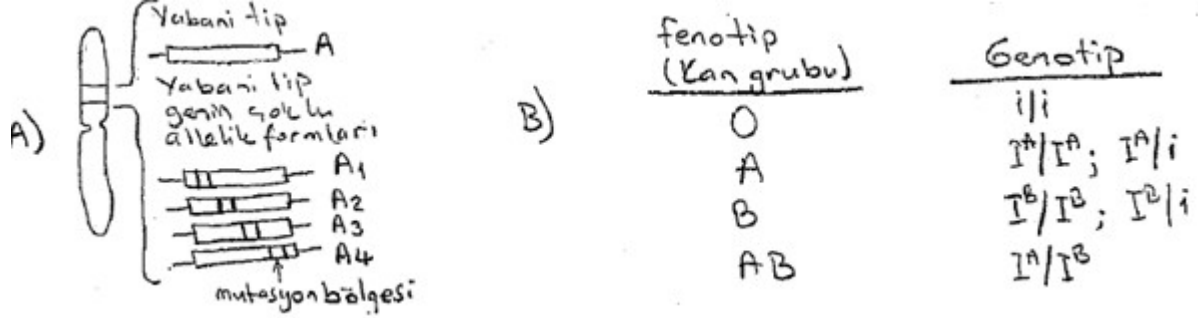 A)
Yabani tip
A
Yabani tip
genin çoklu
allelik formları
A1
A2
A3
A4
mutasyon bölgesi
B)
fenotip Genotip
(Kan grubu)
O i/i
A I^A/I^A; I^A/i
B I^B/I^B; I^B/i
AB I^A/I^B